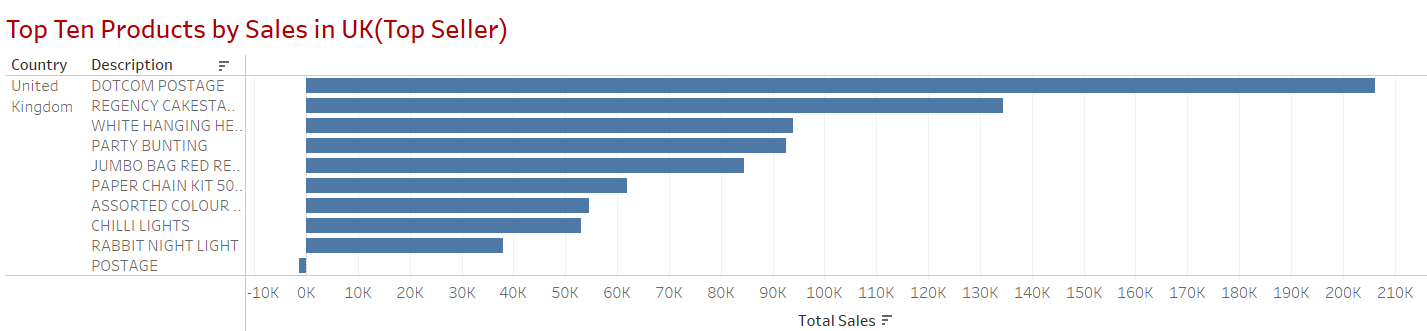 Top Ten Products by Sales in UK(Top Seller)
Country Description
United DOTCOM POSTAGE
Kingdom REGENCY CAKESTA..
WHITE HANGING HE..
PARTY BUNTING
JUMBO BAG RED RE..
PAPER CHAIN KIT 50..
ASSORTED COLOUR ..
CHILLI LIGHTS
RABBIT NIGHT LIGHT
POSTAGE
-10K 0K 10K 20K 30K 40K 50K 60K 70K 80K 90K 100K 110K 120K 130K 140K 150K 160K 170K 180K 190K 200K 210K
Total Sales